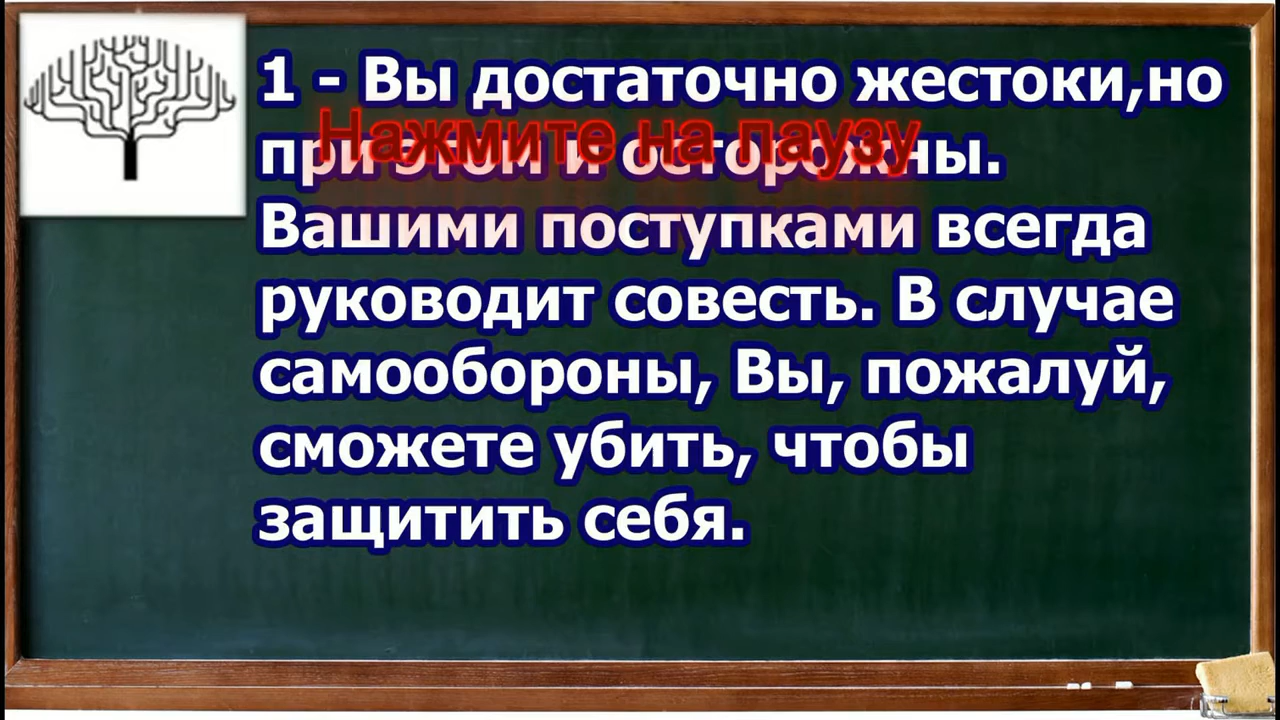 1 - Вы достаточно жестоки,но
Нажмите на паузу
при этом и осторожны.
Вашими поступками всегда
руководит совесть. В случае
самообороны, Вы, пожалуй,
сможете убить, чтобы
защитить себя.